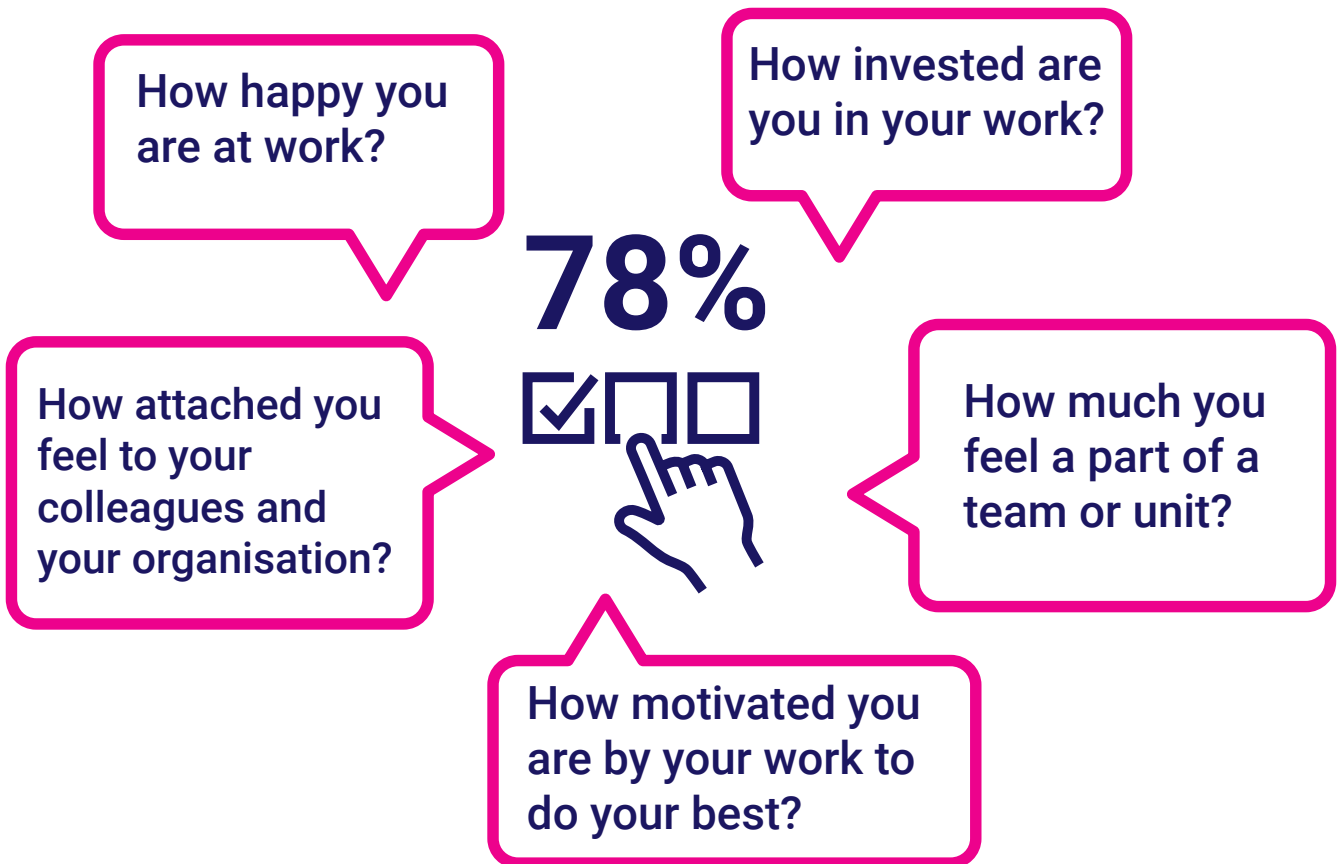 How happy you
are at work?
How invested are
you in your work?
78%
How attached you
feel to your
colleagues and
your organisation?
How much you
feel a part of a
team or unit?
How motivated you
are by your work to
do your best?